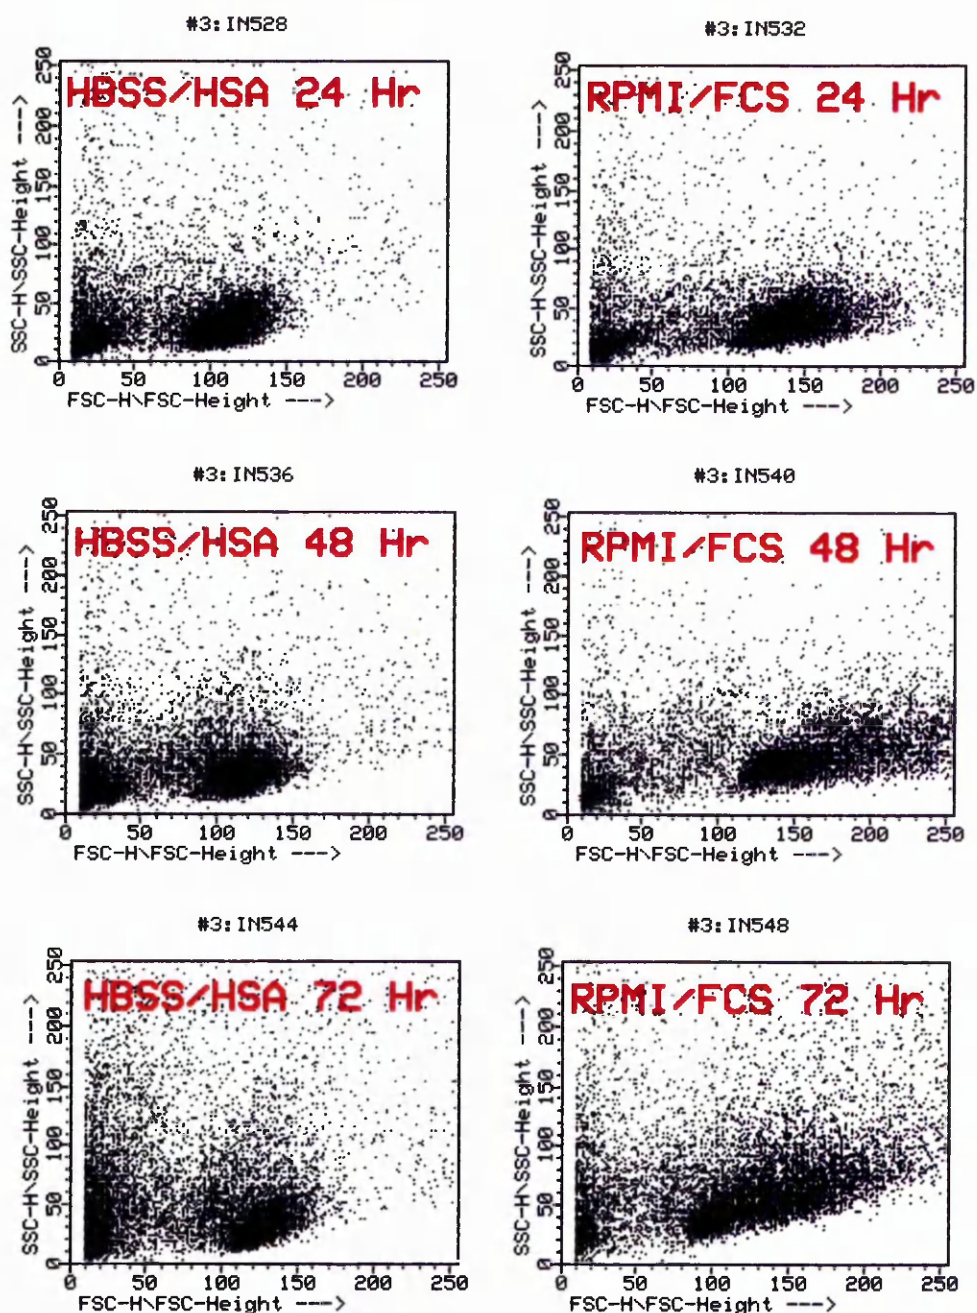 #3:IN528
HBSS/HSA 24 Hr
SSC-H\SSC-Height --->
0 50 100 150 200 250
0 50 100 150 200 250
FSC-H\FSC-Height --->
#3:IN532
RPMI/FCS 24 Hr
SSC-H\SSC-Height --->
0 50 100 150 200 250
0 50 100 150 200 250
FSC-H\FSC-Height --->
#3:IN536
HBSS/HSA 48 Hr
SSC-H\SSC-Height --->
0 50 100 150 200 250
0 50 100 150 200 250
FSC-H\FSC-Height --->
#3:IN540
RPMI/FCS 48 Hr
SSC-H\SSC-Height --->
0 50 100 150 200 250
0 50 100 150 200 250
FSC-H\FSC-Height --->
#3:IN544
HBSS/HSA 72 Hr
SSC-H\SSC-Height --->
0 50 100 150 200 250
0 50 100 150 200 250
FSC-H\FSC-Height --->
#3:IN548
RPMI/FCS 72 Hr
SSC-H\SSC-Height --->
0 50 100 150 200 250
0 50 100 150 200 250
FSC-H\FSC-Height --->